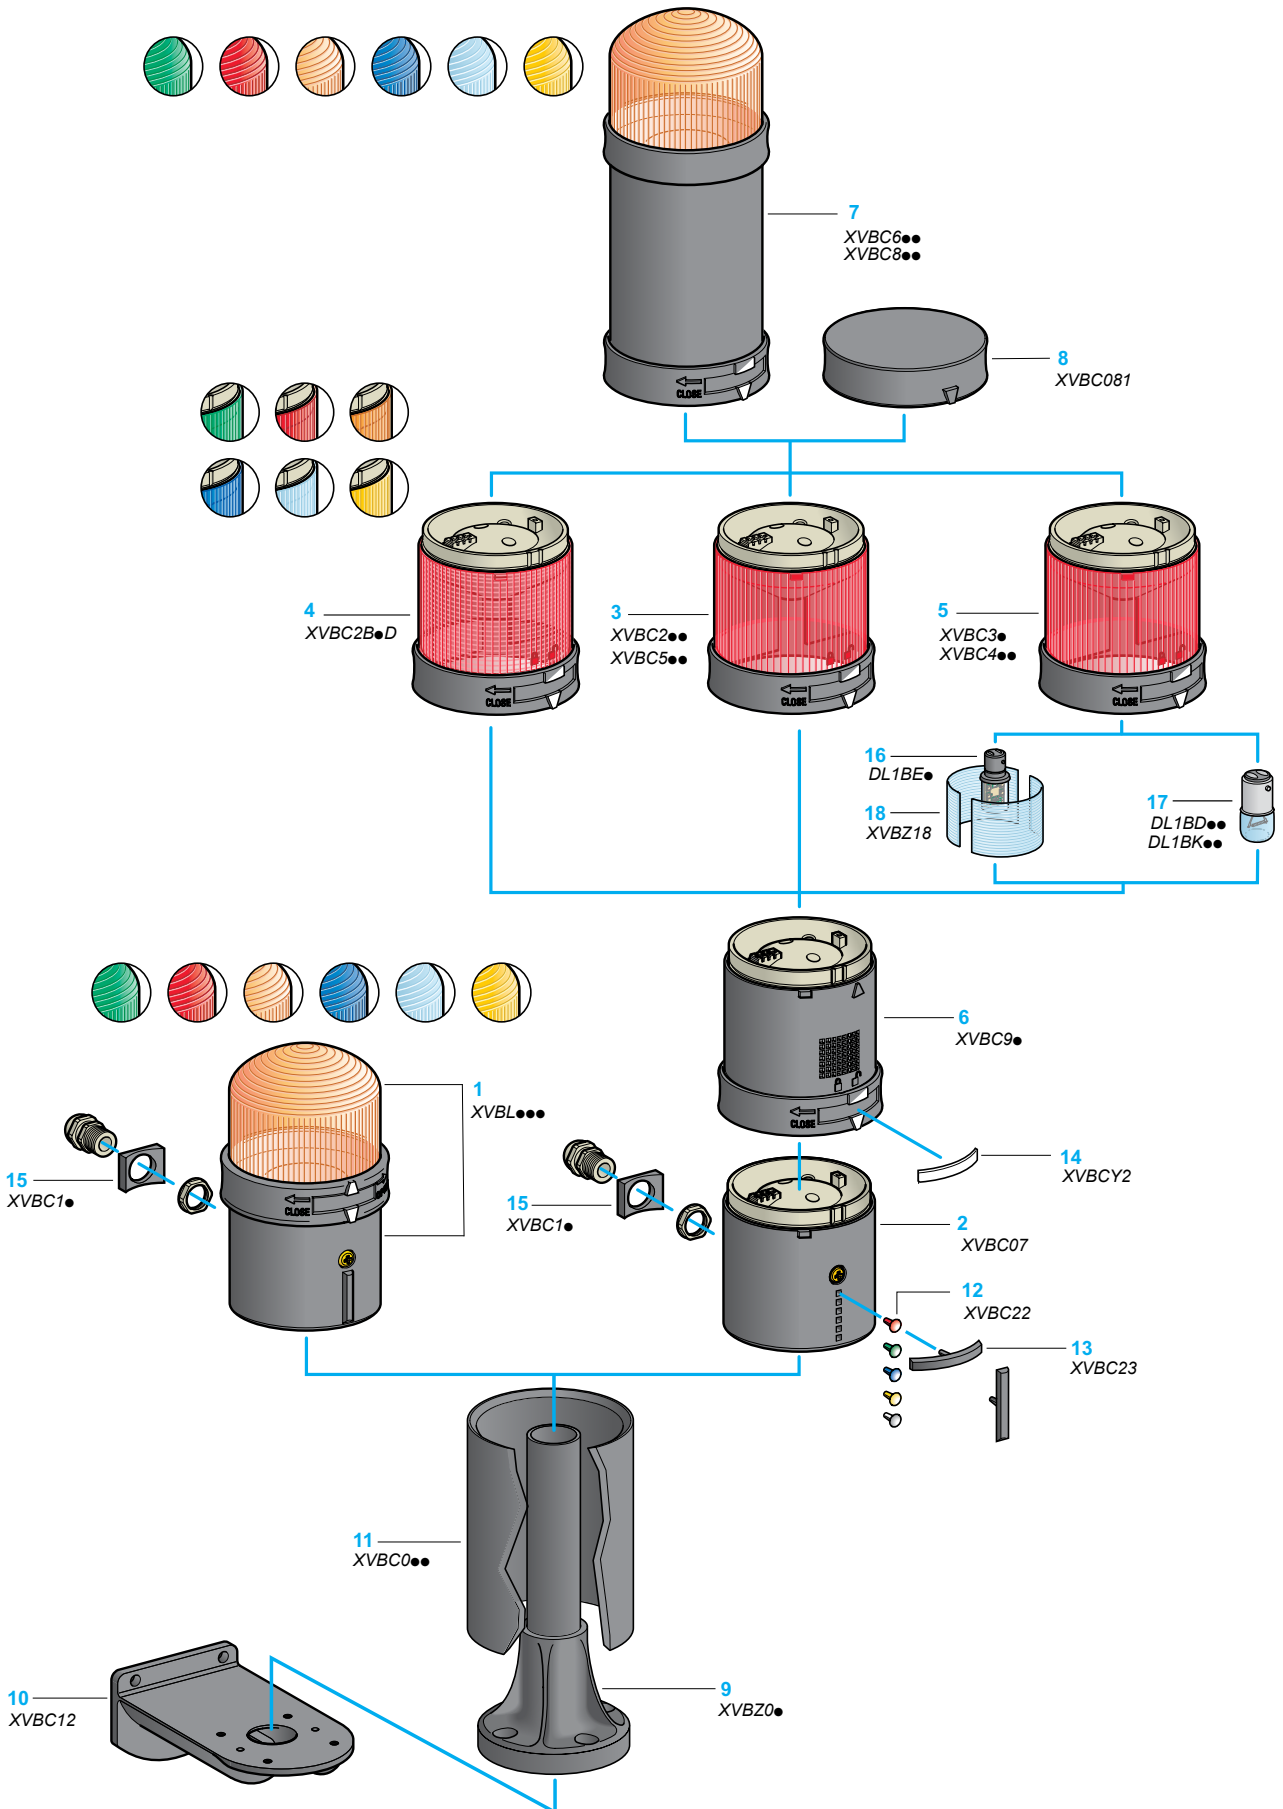 7
XVBC6●●
XVBC8●●
CLOSE
8
XVBC081
4
XVBC2B●D
CLOSE
3
XVBC2●●
XVBC5●●
CLOSE
5
XVBC3●
XVBC4●●
CLOSE
16
DL1BE●
18
XVBZ18
17
DL1BD●●
DL1BK●●
6
XVBC9●
CLOSE
1
XVBL●●●
15
XVBC1●
CLOSE
14
XVBCY2
15
XVBC1●
2
XVBC07
12
XVBC22
13
XVBC23
11
XVBC0●●
10
XVBC12
9
XVBZ0●